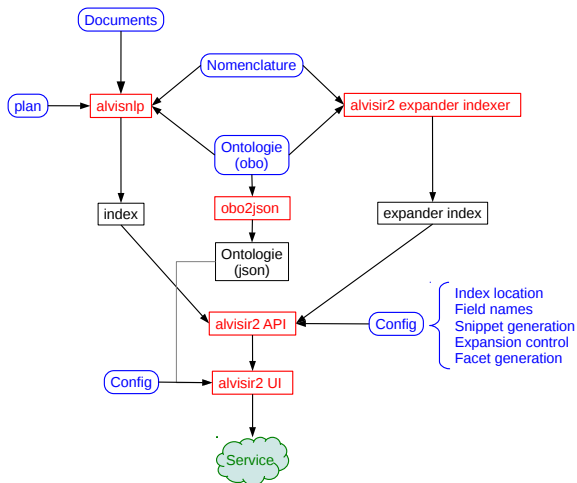 Documents
Nomenclature
plan
alvisnlp
alvisir2 expander indexer
Ontologie
(obo)
obo2json
index
expander index
Ontologie
(json)
Index location
Field names
Snippet generation
Expansion control
Facet generation
alvisir2 API
Config
Config
alvisir2 UI
Service